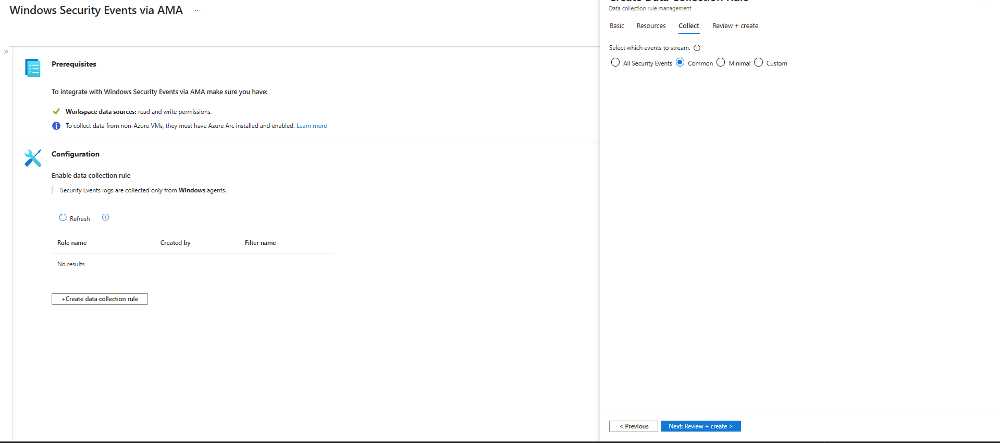 Windows Security Events via AMA ...
Prerequisites
To integrate with Windows Security Events via AMA make sure you have:
Workspace data sources: read and write permissions.
To collect data from non-Azure VMs, they must have Azure Arc installed and enabled. Learn more
Configuration
Enable data collection rule
Security Events logs are collected only from Windows agents.
Refresh
Rule name Created by Filter name
No results
+Create data collection rule
Create Data Collection Rule
Data collection rule management
Basic Resources Collect Review + create
Select which events to stream.
All Security Events Common Minimal Custom
< Previous Next: Review + create >